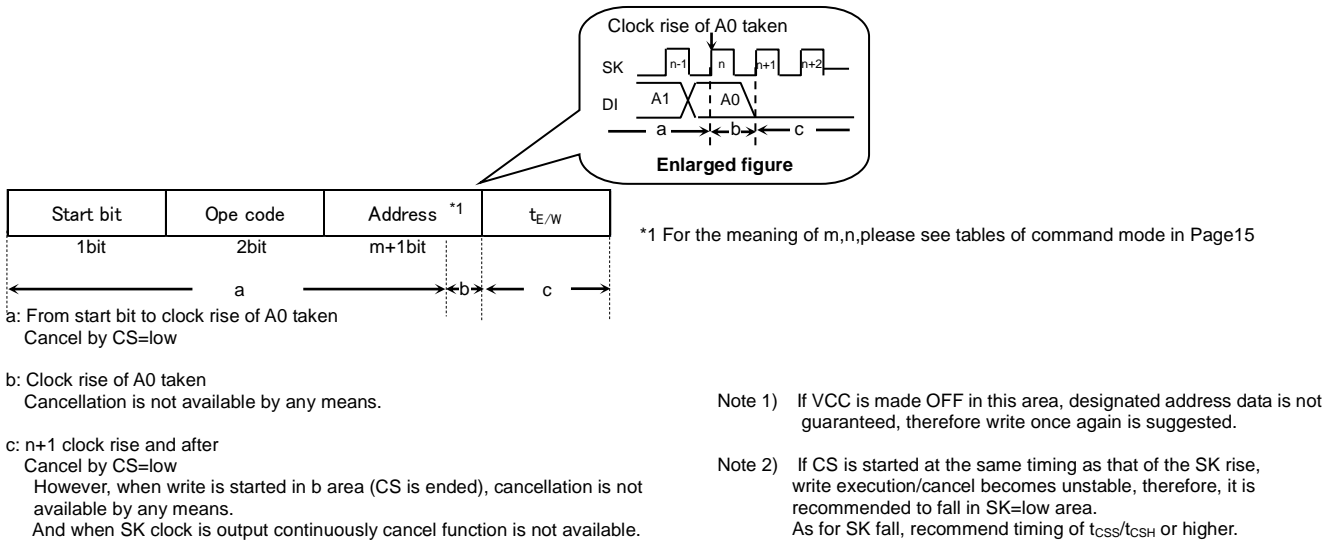 Clock rise of A0 taken
SK n-1 n n+1 n+2
DI A1 A0
a b c
Enlarged figure
Start bit Ope code Address *1 tE/W
1bit 2bit m+1bit
*1 For the meaning of m,n,please see tables of command mode in Page15
a b c
a: From start bit to clock rise of A0 taken
Cancel by CS=low
b: Clock rise of A0 taken
Cancellation is not available by any means.
c: n+1 clock rise and after
Cancel by CS=low
However, when write is started in b area (CS is ended), cancellation is not
available by any means.
And when SK clock is output continuously cancel function is not available.
Note 1) If VCC is made OFF in this area, designated address data is not
guaranteed, therefore write once again is suggested.
Note 2) If CS is started at the same timing as that of the SK rise,
write execution/cancel becomes unstable, therefore, it is
recommended to fall in SK=low area.
As for SK fall, recommend timing of tCSS/tCSH or higher.